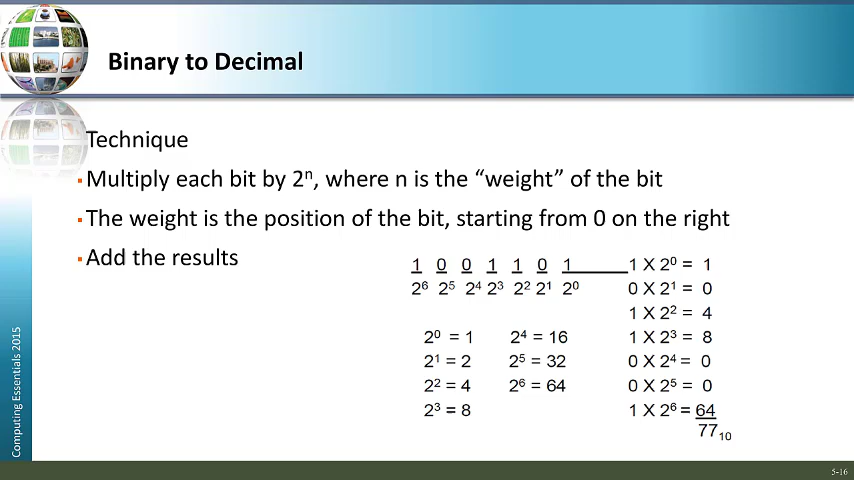 Binary to Decimal
Technique
▪Multiply each bit by 2ⁿ, where n is the “weight” of the bit
▪The weight is the position of the bit, starting from 0 on the right
▪Add the results
1 0 0 1 1 0 1 1 X 2⁰ = 1
2⁶ 2⁵ 2⁴ 2³ 2² 2¹ 2⁰ 0 X 2¹ = 0
1 X 2² = 4
2⁰ = 1 2⁴ = 16 1 X 2³ = 8
2¹ = 2 2⁵ = 32 0 X 2⁴ = 0
2² = 4 2⁶ = 64 0 X 2⁵ = 0
2³ = 8 1 X 2⁶ = 64
77₁₀
Computing Essentials 2015
5-16